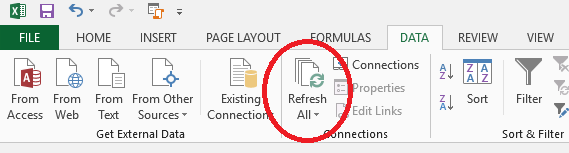 FILE HOME INSERT PAGE LAYOUT FORMULAS DATA REVIEW VIEW
From Access
From Web
From Text
From Other Sources
Existing Connections
Refresh All
Connections
Properties
Edit Links
Sort
Filter
Get External Data
Connections
Sort & Filter